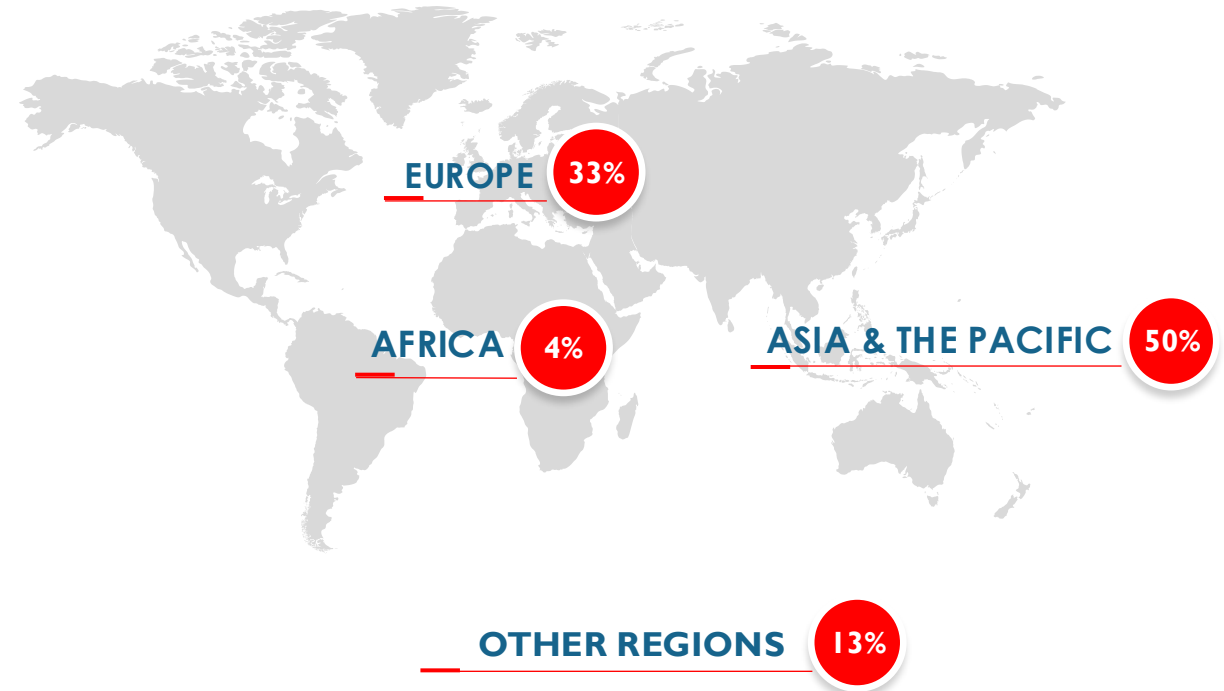 EUROPE 33%
AFRICA 4%
ASIA & THE PACIFIC 50%
OTHER REGIONS 13%